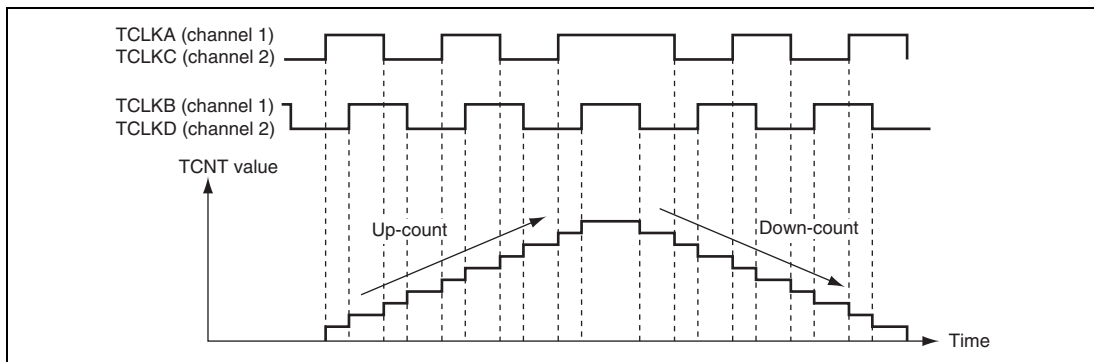 TCLKA (channel 1)
TCLKC (channel 2)
TCLKB (channel 1)
TCLKD (channel 2)
TCNT value
Up-count
Down-count
Time